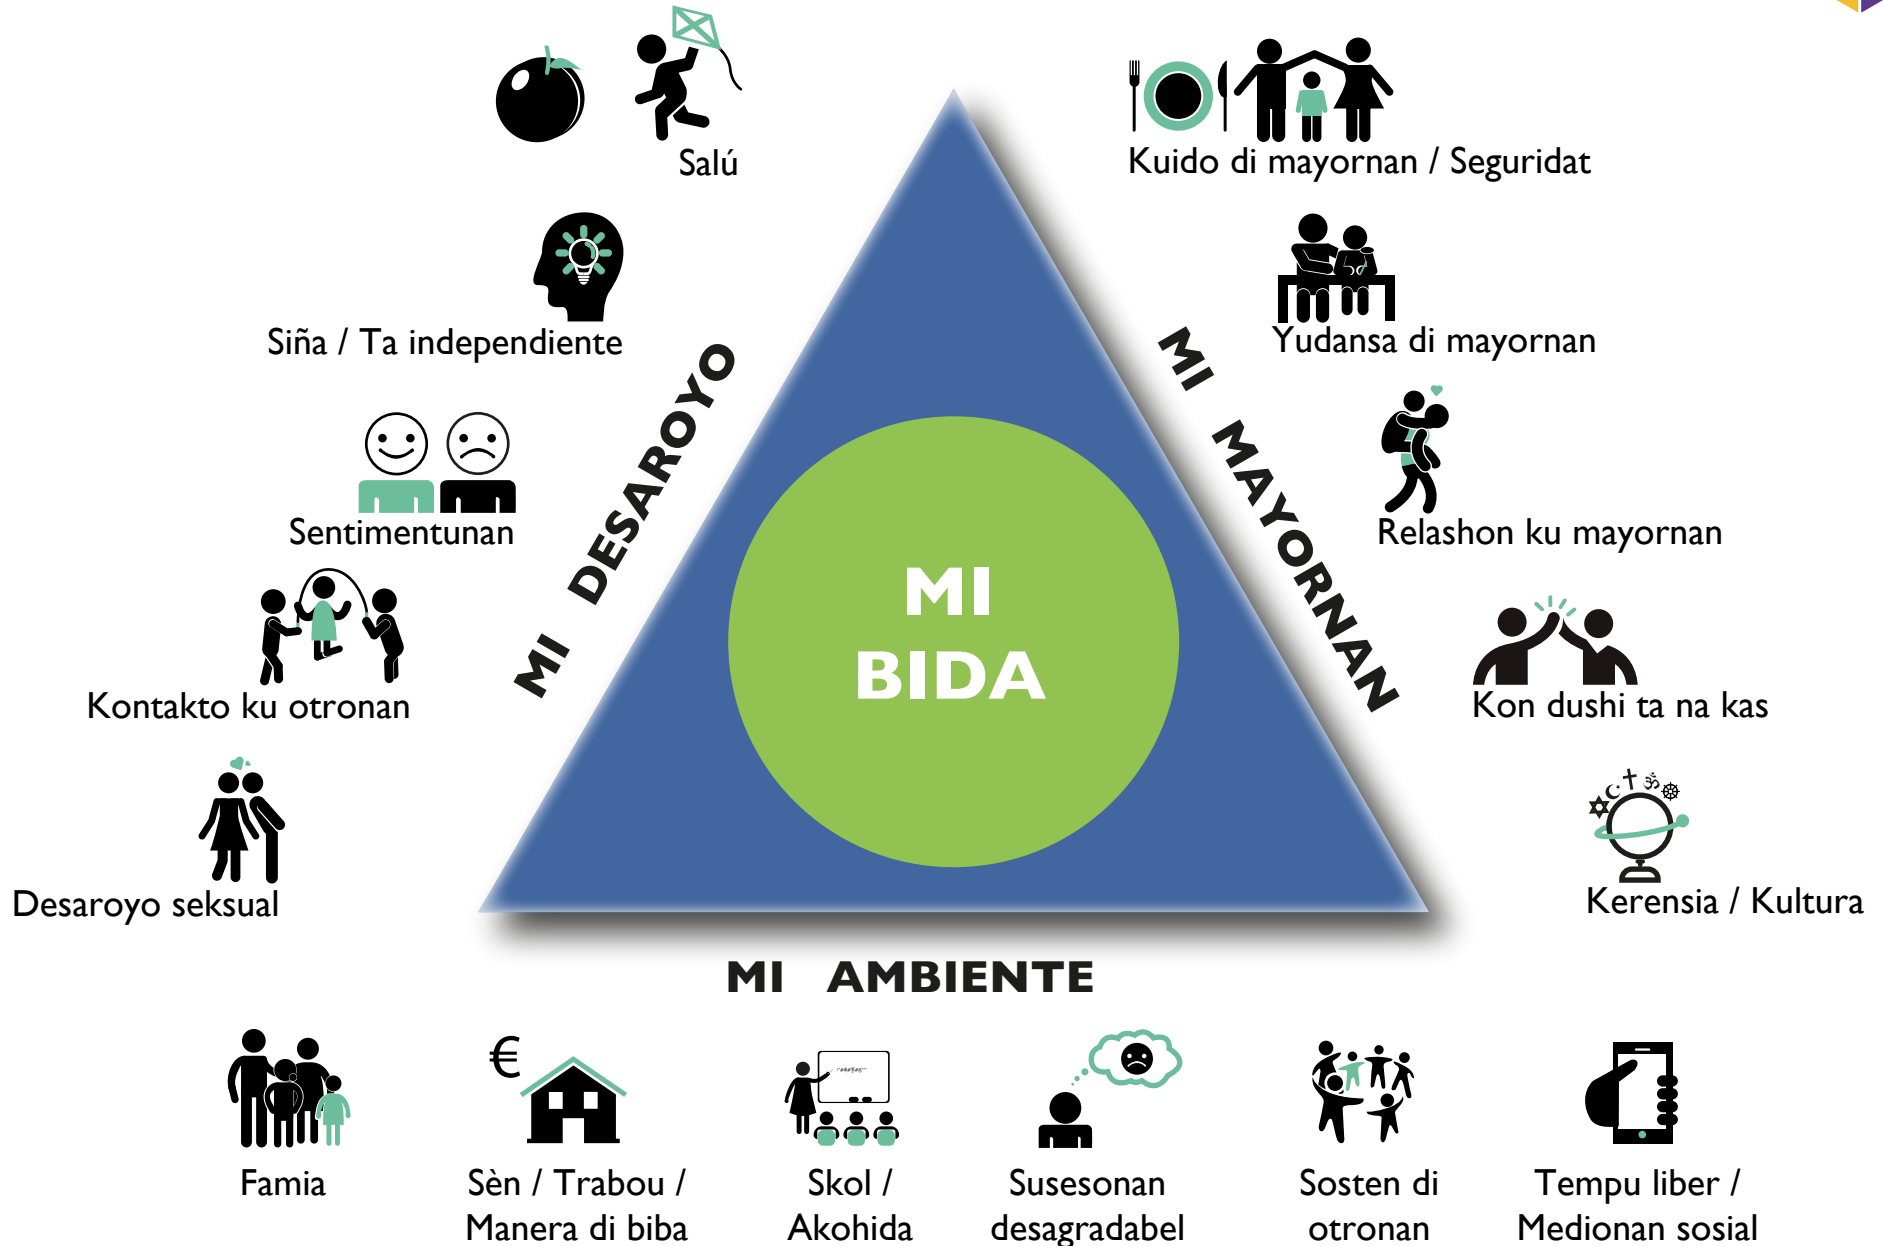 Salú
Siña / Ta independiente
Sentimentunan
Kontakto ku otronan
Desaroyo seksual
MI DESAROYO
MI
BIDA
MI MAYORNAN
Kuido di mayornan / Seguridat
Yudansa di mayornan
Relashon ku mayornan
Kon dushi ta na kas
Kerensia / Kultura
MI AMBIENTE
€
Famia
Sèn / Trabou /
Manera di biba
Skol /
Akohida
Susesonan
desagradabel
Sosten di
otronan
Tempu liber /
Medionan sosial